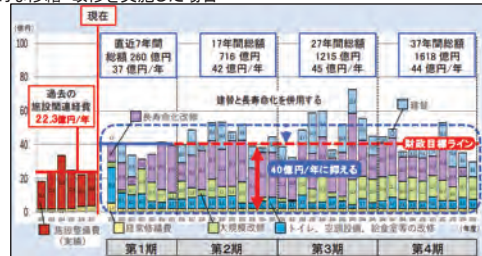 現在
(億円)
直近7年間
総額 260 億円
37 億円/年
17年間総額
716 億円
42 億円/年
27年間総額
1215 億円
45 億円/年
37年間総額
1618 億円
44 億円/年
100
80
60
40
20
0
過去の
施設関連経費
22.3億円/年
建替と長寿命化を併用する
長寿命化改修
建替
財政目標ライン
40億円/年に抑える
施設整備費
(実績)
経常修繕費
大規模改修
トイレ、空調設備、給食室等の改修
(年度)
第1期
第2期
第3期
第4期